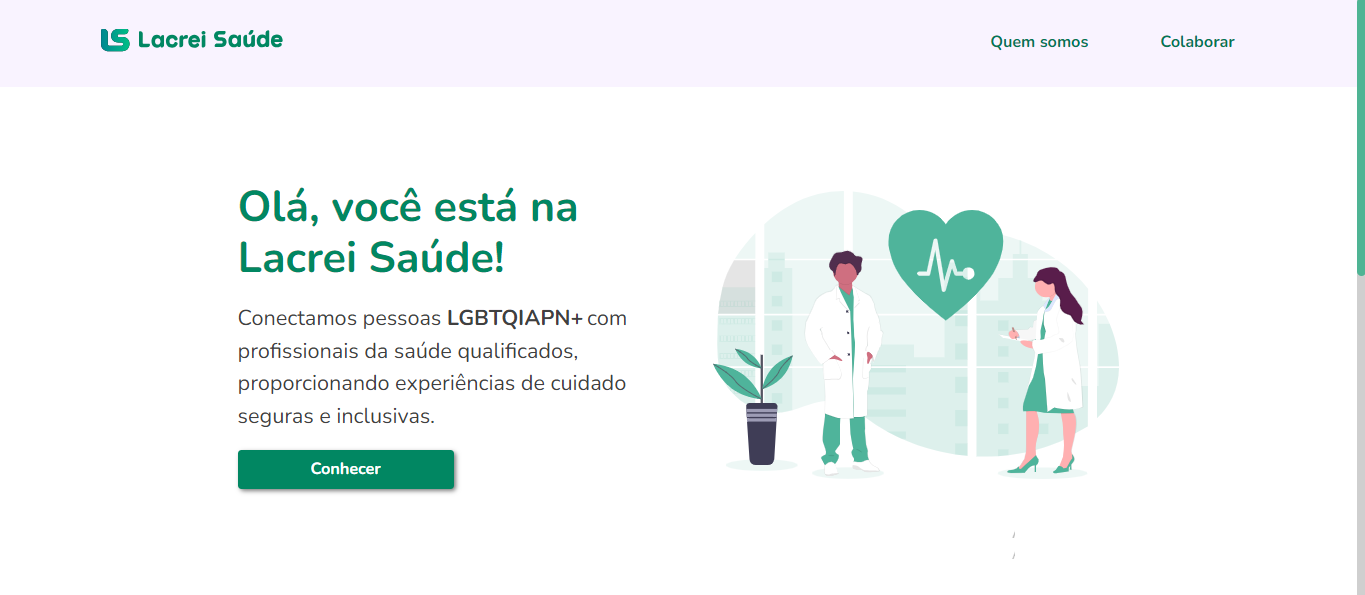 Lacrei Saúde
Quem somos
Colaborar
Olá, você está na
Lacrei Saúde!
Conectamos pessoas LGBTQIAPN+ com
profissionais da saúde qualificados,
proporcionando experiências de cuidado
seguras e inclusivas.
Conhecer